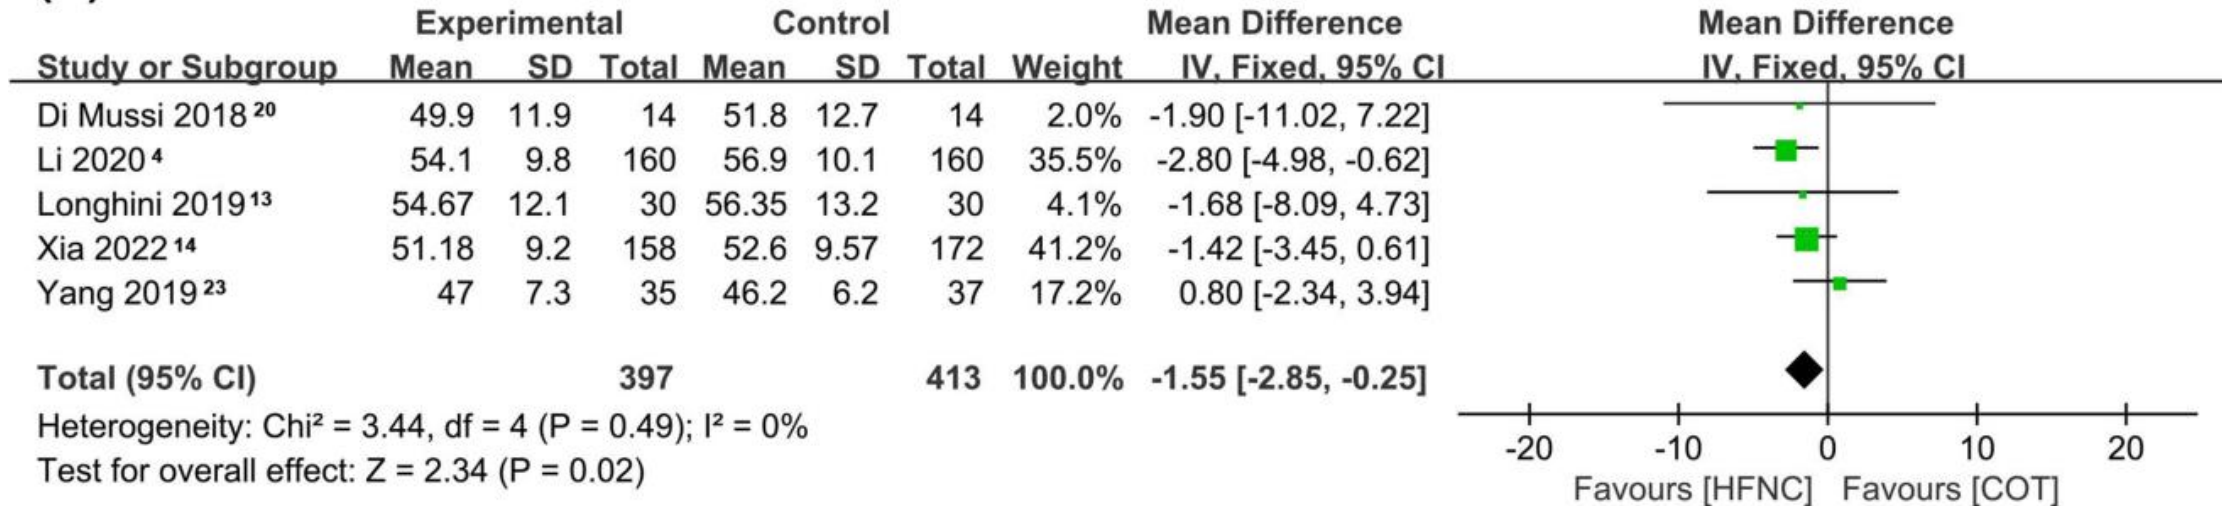 Experimental Control Mean Difference Mean Difference
Study or Subgroup Mean SD Total Mean SD Total Weight IV, Fixed, 95% CI IV, Fixed, 95% CI
Di Mussi 2018 20 49.9 11.9 14 51.8 12.7 14 2.0% -1.90 [-11.02, 7.22]
Li 2020 4 54.1 9.8 160 56.9 10.1 160 35.5% -2.80 [-4.98, -0.62]
Longhini 2019 13 54.67 12.1 30 56.35 13.2 30 4.1% -1.68 [-8.09, 4.73]
Xia 2022 14 51.18 9.2 158 52.6 9.57 172 41.2% -1.42 [-3.45, 0.61]
Yang 2019 23 47 7.3 35 46.2 6.2 37 17.2% 0.80 [-2.34, 3.94]
Total (95% CI) 397 413 100.0% -1.55 [-2.85, -0.25]
Heterogeneity: Chi² = 3.44, df = 4 (P = 0.49); I² = 0%
Test for overall effect: Z = 2.34 (P = 0.02)
-20 -10 0 10 20
Favours [HFNC] Favours [COT]